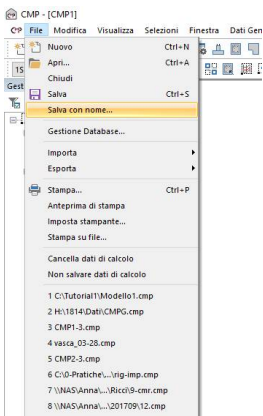 CMP - [CMP1]
File Modifica Visualizza Selezioni Finestra Dati Gen
Nuovo Ctrl+N
Apri... Ctrl+A
Chiudi
Salva Ctrl+S
Salva con nome...
Gestione Database...
Importa
Esporta
Stampa... Ctrl+P
Anteprima di stampa
Imposta stampante...
Stampa su file...
Cancella dati di calcolo
Non salvare dati di calcolo
1 C:\Tutorial1\Modello1.cmp
2 H:\1814\Dati\CMPG.cmp
3 CMP1-3.cmp
4 vasca_03-28.cmp
5 CMP2-3.cmp
6 C:\0-Pratiche\...\rig-imp.cmp
7 \\NAS\Anna\...\Ricci\9-cmr.cmp
8 \\NAS\Anna\...\201709\12.cmp
15
Gest